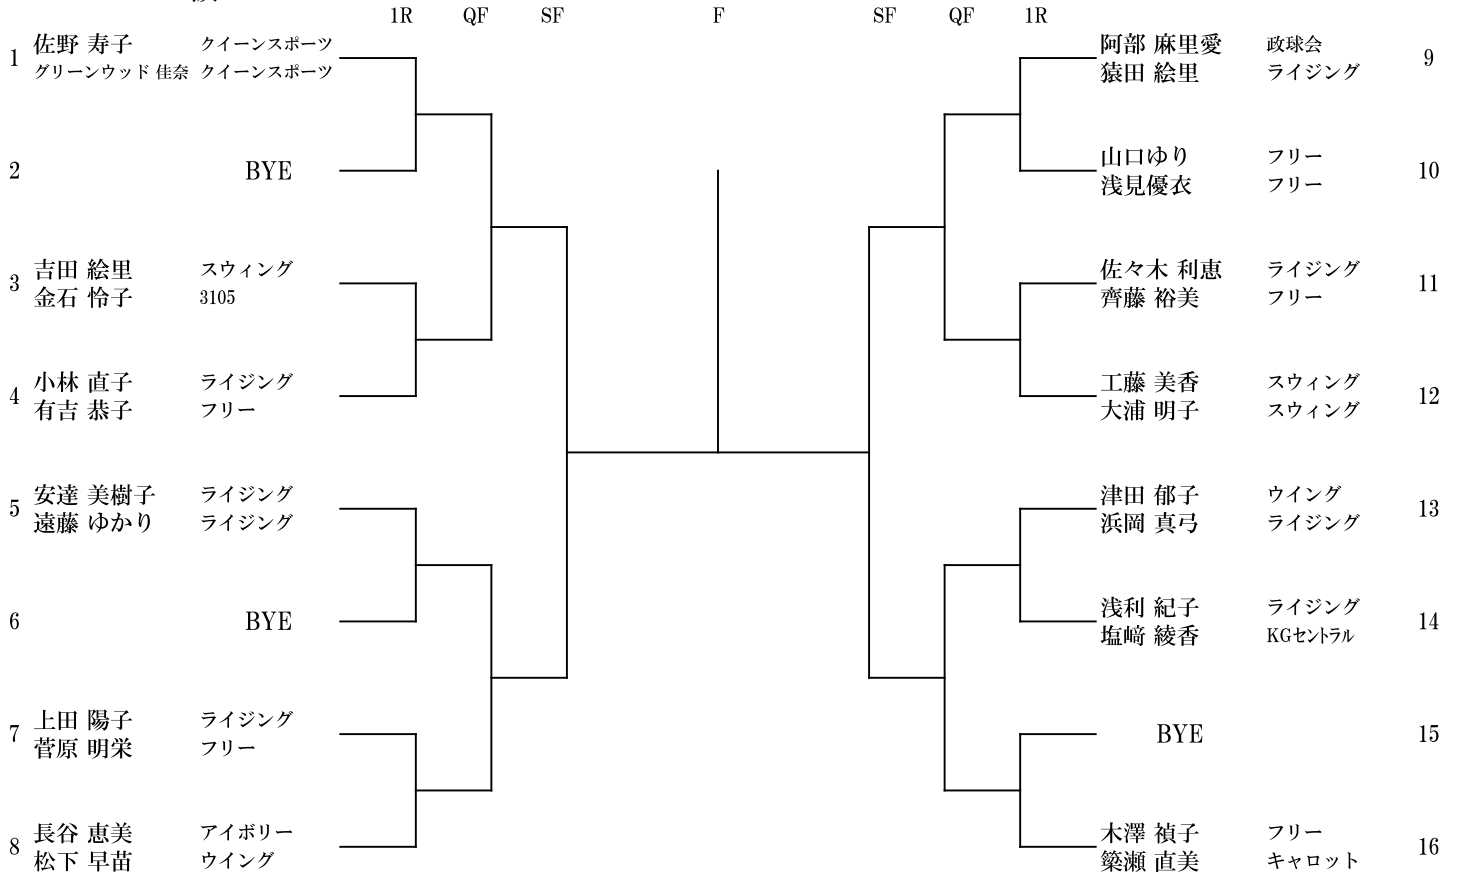 1R QF SF F SF QF 1R
1 佐野 寿子 クイーンスポーツ
グリーンウッド 佳奈 クイーンスポーツ
2 BYE
3 吉田 絵里 スウィング
金石 怜子 3105
4 小林 直子 ライジング
有吉 恭子 フリー
5 安達 美樹子 ライジング
遠藤 ゆかり ライジング
6 BYE
7 上田 陽子 ライジング
菅原 明栄 フリー
8 長谷 恵美 アイボリー
松下 早苗 ウイング
阿部 麻里愛 政球会 9
猿田 絵里 ライジング
山口ゆり フリー 10
浅見優衣 フリー
佐々木 利恵 ライジング 11
齊藤 裕美 フリー
工藤 美香 スウィング 12
大浦 明子 スウィング
津田 郁子 ウイング 13
浜岡 真弓 ライジング
浅利 紀子 ライジング 14
塩﨑 綾香 KGセントラル
BYE 15
木澤 禎子 フリー 16
簗瀬 直美 キャロット